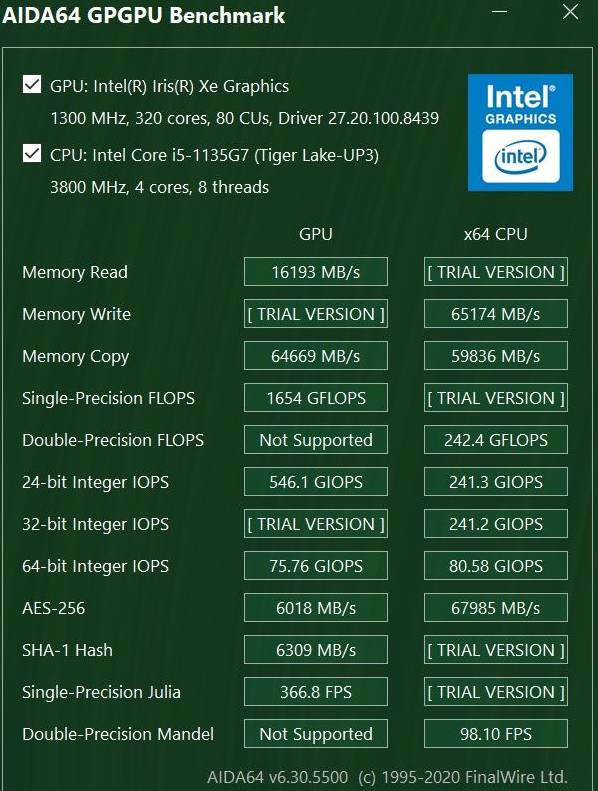 AIDA64 GPGPU Benchmark
GPU: Intel(R) Iris(R) Xe Graphics
1300 MHz, 320 cores, 80 CUs, Driver 27.20.100.8439
CPU: Intel Core i5-1135G7 (Tiger Lake-UP3)
3800 MHz, 4 cores, 8 threads
Intel®
GRAPHICS
intel
GPU x64 CPU
Memory Read 16193 MB/s [ TRIAL VERSION ]
Memory Write [ TRIAL VERSION ] 65174 MB/s
Memory Copy 64669 MB/s 59836 MB/s
Single-Precision FLOPS 1654 GFLOPS [ TRIAL VERSION ]
Double-Precision FLOPS Not Supported 242.4 GFLOPS
24-bit Integer IOPS 546.1 GIOPS 241.3 GIOPS
32-bit Integer IOPS [ TRIAL VERSION ] 241.2 GIOPS
64-bit Integer IOPS 75.76 GIOPS 80.58 GIOPS
AES-256 6018 MB/s 67985 MB/s
SHA-1 Hash 6309 MB/s [ TRIAL VERSION ]
Single-Precision Julia 366.8 FPS [ TRIAL VERSION ]
Double-Precision Mandel Not Supported 98.10 FPS
AIDA64 v6.30.5500 (c) 1995-2020 FinalWire Ltd.